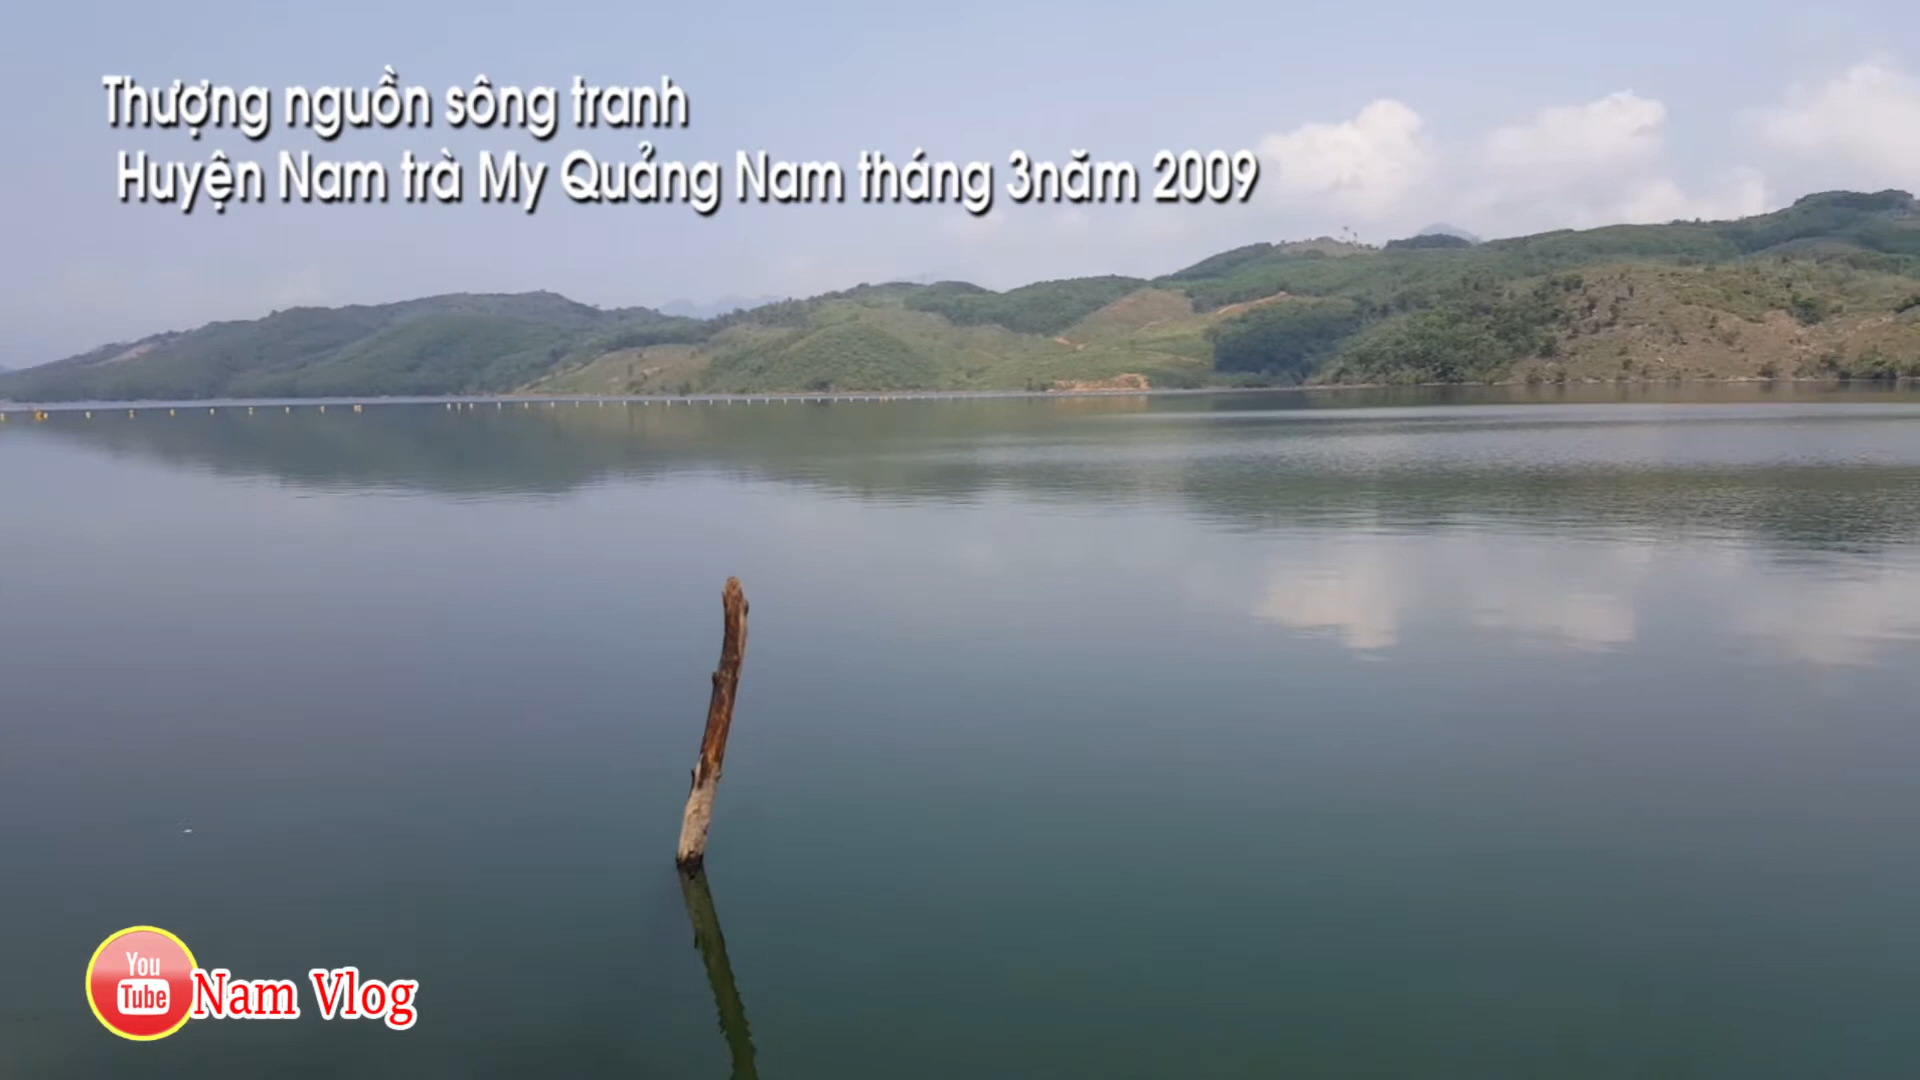 Thượng nguồn sông tranh
Huyện Nam trà My Quảng Nam tháng 3năm 2009
You
Tube
Nam Vlog